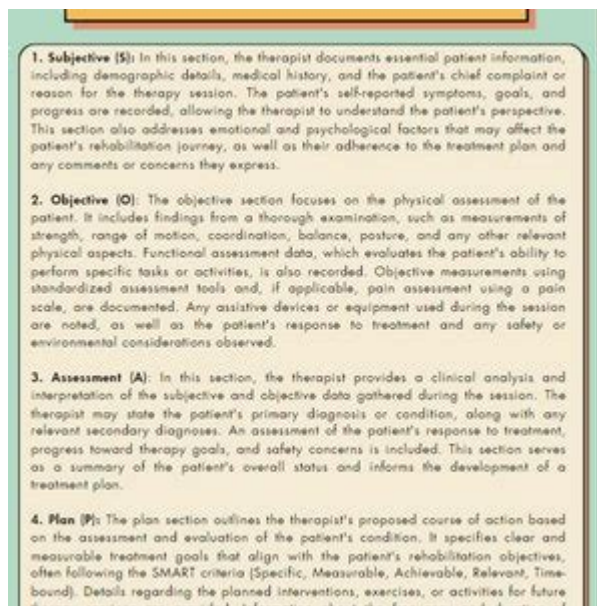 1. Subjective (S): In this section, the therapist documents essential patient information,
including demographic details, medical history, and the patient's chief complaint or
reason for the therapy session. The patient's self-reported symptoms, goals, and
progress are recorded, allowing the therapist to understand the patient's perspective.
This section also addresses emotional and psychological factors that may affect the
patient's rehabilitation journey, as well as their adherence to the treatment plan and
any comments or concerns they express.
2. Objective (O): The objective section focuses on the physical assessment of the
patient. It includes findings from a thorough examination, such as measurements of
strength, range of motion, coordination, balance, posture, and any other relevant
physical aspects. Functional assessment data, which evaluates the patient's ability to
perform specific tasks or activities, is also recorded. Objective measurements using
standardized assessment tools and, if applicable, pain assessment using a pain
scale, are documented. Any assistive devices or equipment used during the session
are noted, as well as the patient's response to treatment and any safety or
environmental considerations observed.
3. Assessment (A): In this section, the therapist provides a clinical analysis and
interpretation of the subjective and objective data gathered during the session. The
therapist may state the patient's primary diagnosis or condition, along with any
relevant secondary diagnoses. An assessment of the patient's response to treatment,
progress toward therapy goals, and safety concerns is included. This section serves
as a summary of the patient's overall status and informs the development of a
treatment plan.
4. Plan (P): The plan section outlines the therapist's proposed course of action based
on the assessment and evaluation of the patient's condition. It specifies clear and
measurable treatment goals that align with the patient's rehabilitation objectives,
often following the SMART criteria (Specific, Measurable, Achievable, Relevant, Time-
bound). Details regarding the planned interventions, exercises, or activities for future